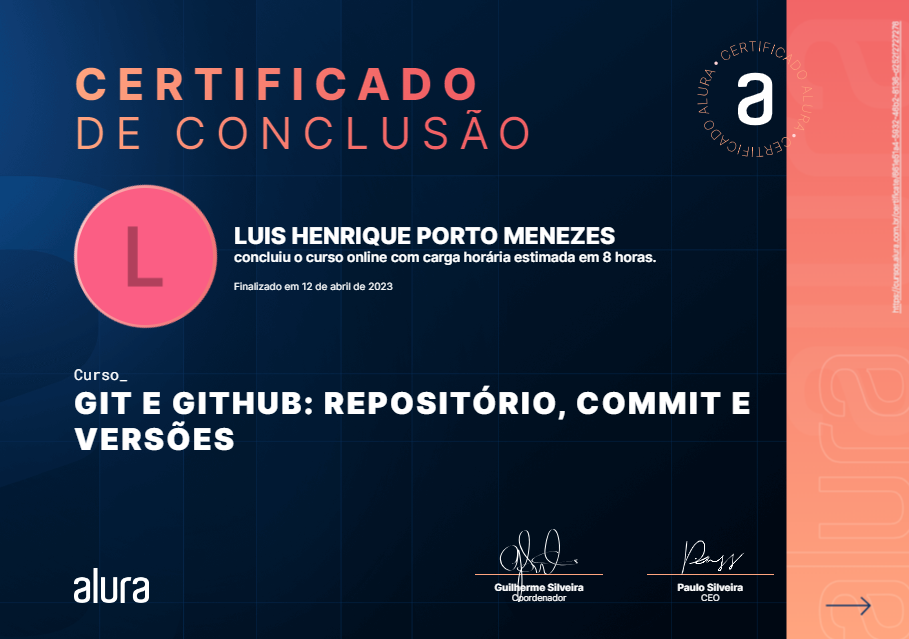 CERTIFICADO
DE CONCLUSÃO
CERTIFICADO ALURA • CERTIFICADO ALURA •
a
L
LUIS HENRIQUE PORTO MENEZES
concluiu o curso online com carga horária estimada em 8 horas.
Finalizado em 12 de abril de 2023
Curso_
GIT E GITHUB: REPOSITÓRIO, COMMIT E
VERSÕES
alura
Guilherme Silveira
Coordenador
Paulo Silveira
CEO
alura